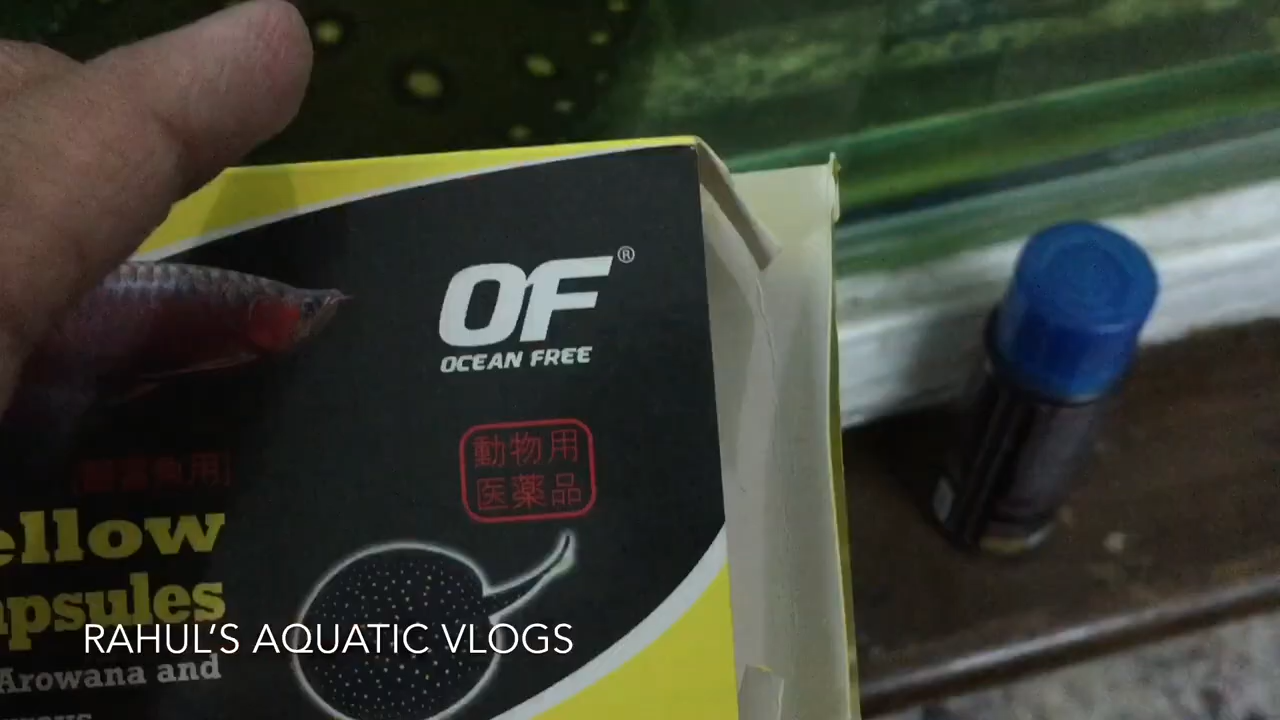 OF®
OCEAN FREE
動物用
医薬品
ellow
psules
Arowana and
RAHUL'S AQUATIC VLOGS